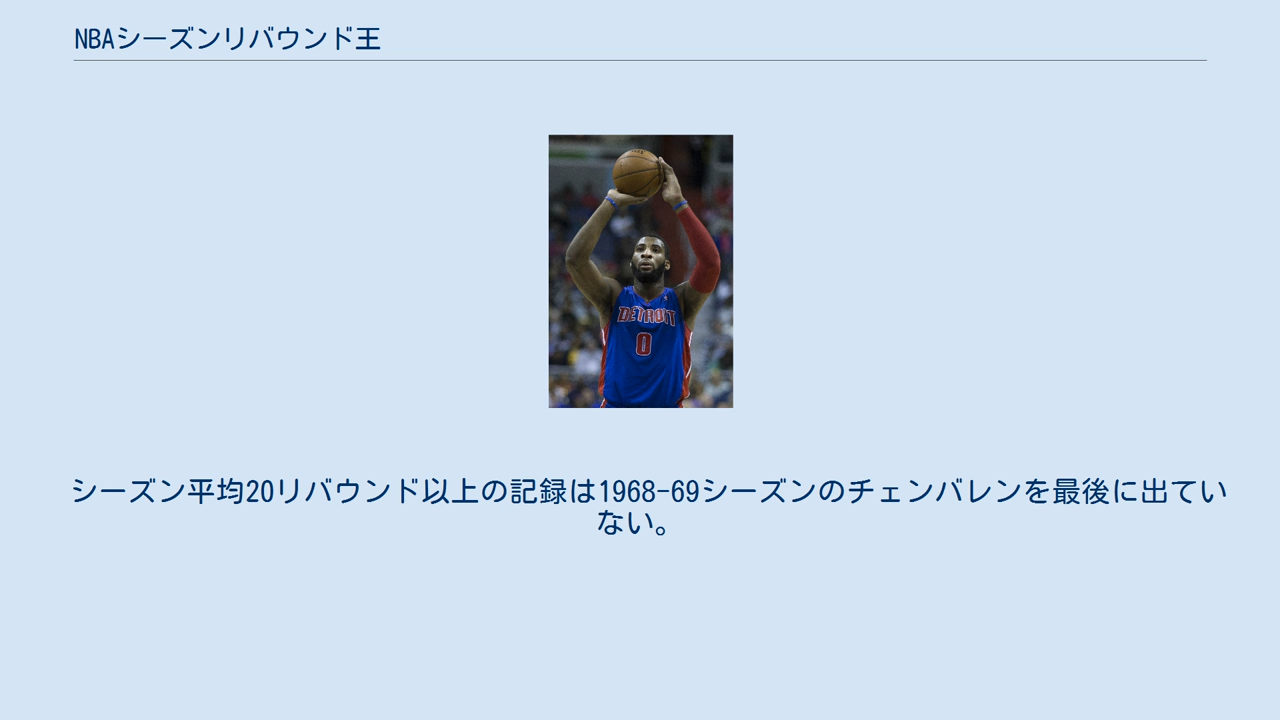 NBAシーズンリバウンド王
DETROIT
0
シーズン平均20リバウンド以上の記録は1968-69シーズンのチェンバレンを最後に出てい
ない。